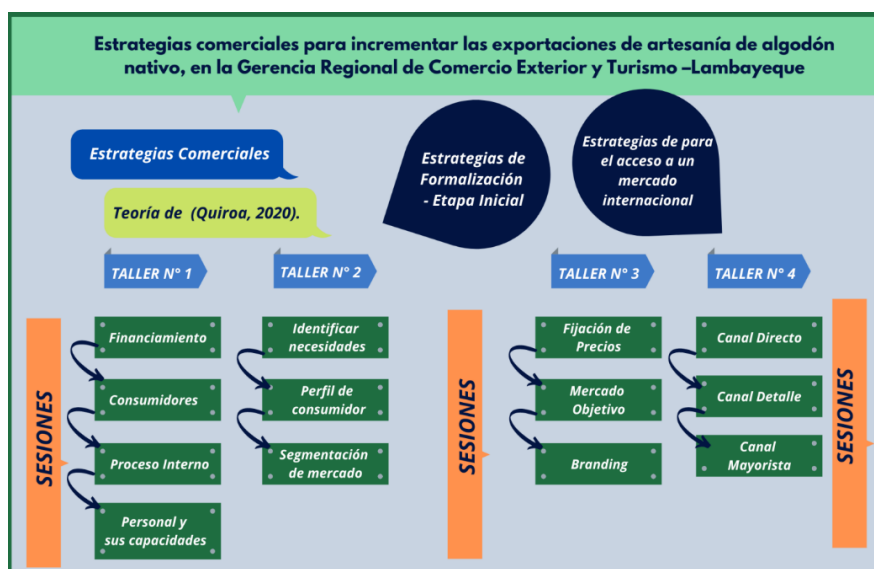 Estrategias comerciales para incrementar las exportaciones de artesanía de algodón
nativo, en la Gerencia Regional de Comercio Exterior y Turismo –Lambayeque
Estrategias Comerciales
Teoría de (Quiroa, 2020).
Estrategias de
Formalización
- Etapa Inicial
Estrategias de para
el acceso a un
mercado
internacional
TALLER N° 1
TALLER N° 2
TALLER N° 3
TALLER N° 4
SESIONES
Financiamiento
Consumidores
Proceso Interno
Personal y
sus capacidades
Identificar
necesidades
Perfil de
consumidor
Segmentación
de mercado
SESIONES
Fijación de
Precios
Mercado
Objetivo
Branding
Canal Directo
Canal Detalle
Canal
Mayorista
SESIONES